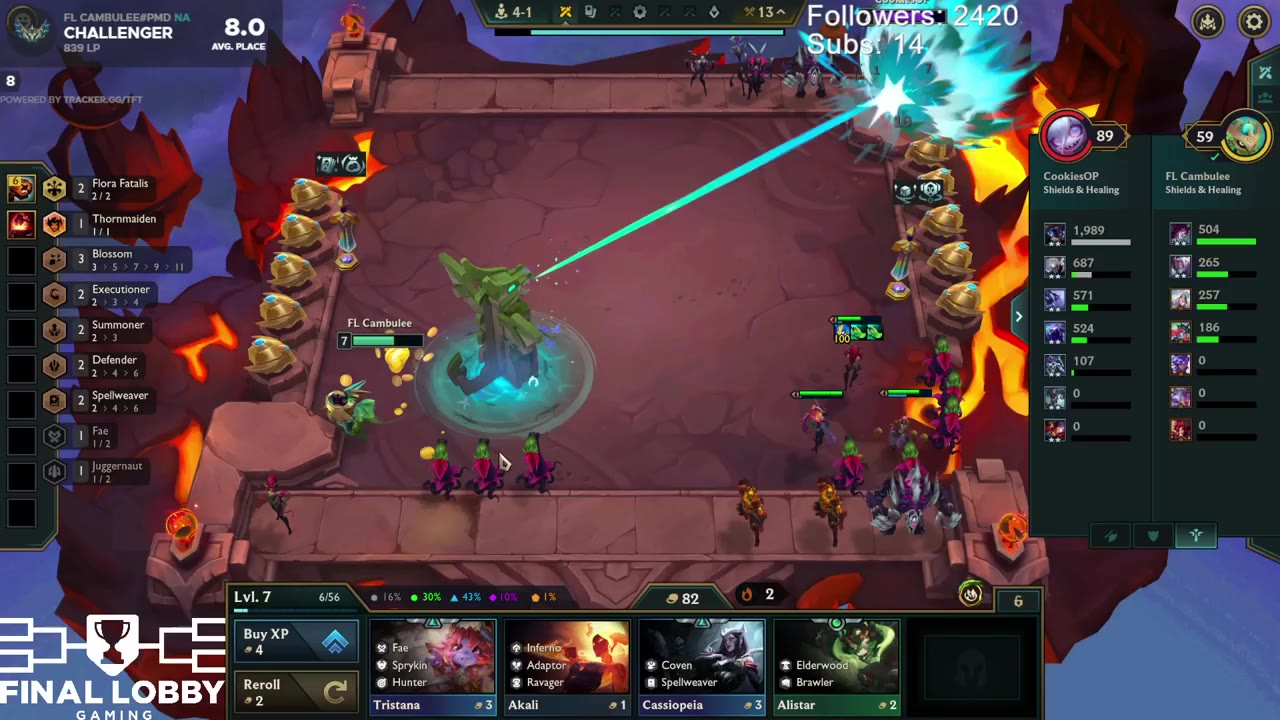 FL CAMBULEE#PMD NA
CHALLENGER
839 LP
8.0
AVG. PLACE
8
POWERED BY TRACKER.GG/TFT
4-1
13
Followers: 2420
Subs: 14
6
2 Flora Fatalis
2 / 2
1 Thornmaiden
1 / 1
3 Blossom
3 > 5 > 7 > 9 > 11
2 Executioner
2 > 3 > 4
2 Summoner
2 > 3
2 Defender
2 > 4 > 6
2 Spellweaver
2 > 4 > 6
1 Fae
1 / 2
1 Juggernaut
1 / 2
FL Cambulee
7
100
89
59
CookiesOP
Shields & Healing
FL Cambulee
Shields & Healing
1,989
504
687
265
571
257
524
186
107
0
0
0
0
0
Lvl. 7
6/56
16%
30%
43%
10%
1%
82
2
6
Buy XP
4
Reroll
2
Fae
Sprykin
Hunter
Tristana
3
Inferno
Adaptor
Ravager
Akali
1
Coven
Spellweaver
Cassiopeia
3
Elderwood
Brawler
Alistar
2
FINAL LOBBY
GAMING